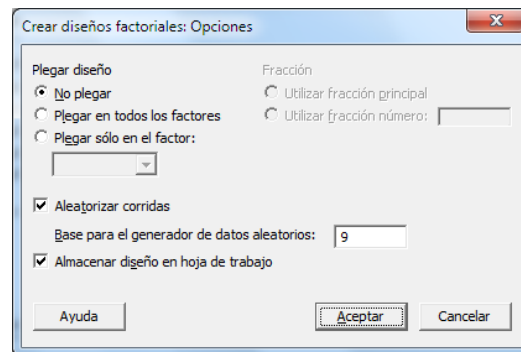 Crear diseños factoriales: Opciones
Plegar diseño
No plegar
Plegar en todos los factores
Plegar sólo en el factor:
Fracción
Utilizar fracción principal
Utilizar fracción número:
Aleatorizar corridas
Base para el generador de datos aleatorios: 9
Almacenar diseño en hoja de trabajo
Ayuda Aceptar Cancelar